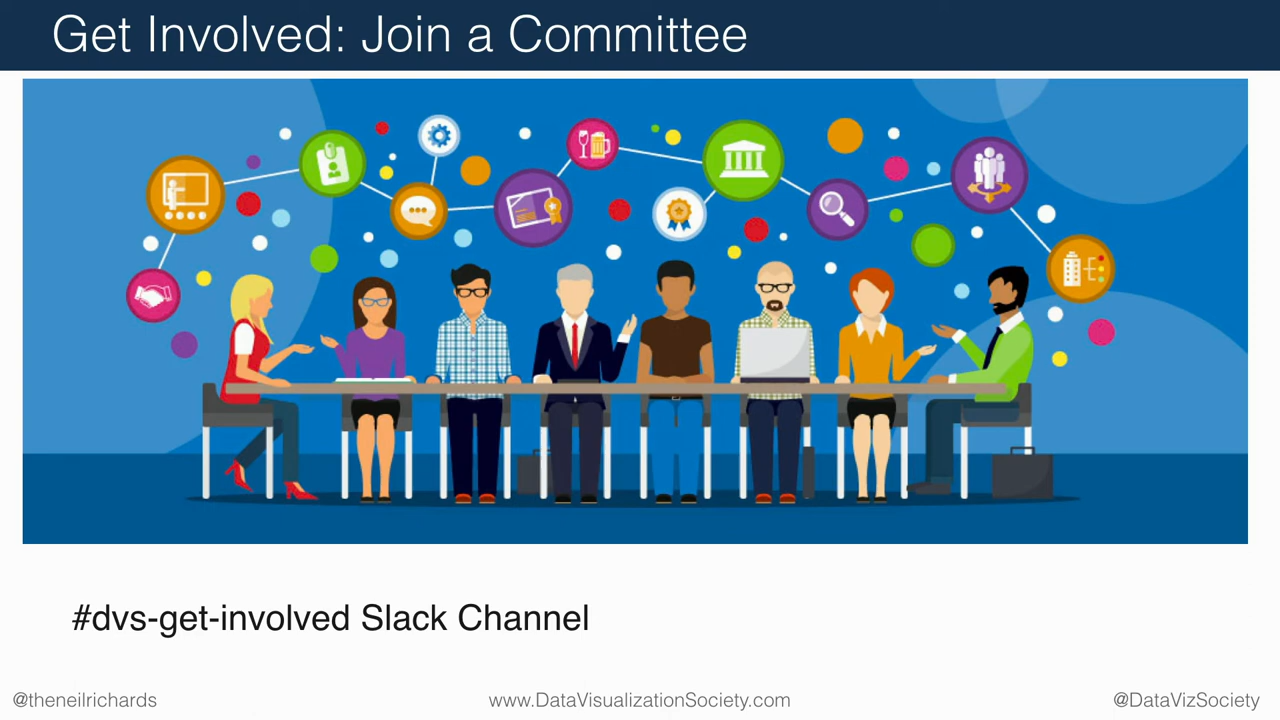 Get Involved: Join a Committee
#dvs-get-involved Slack Channel
@theneilrichards
www.DataVisualizationSociety.com
@DataVizSociety